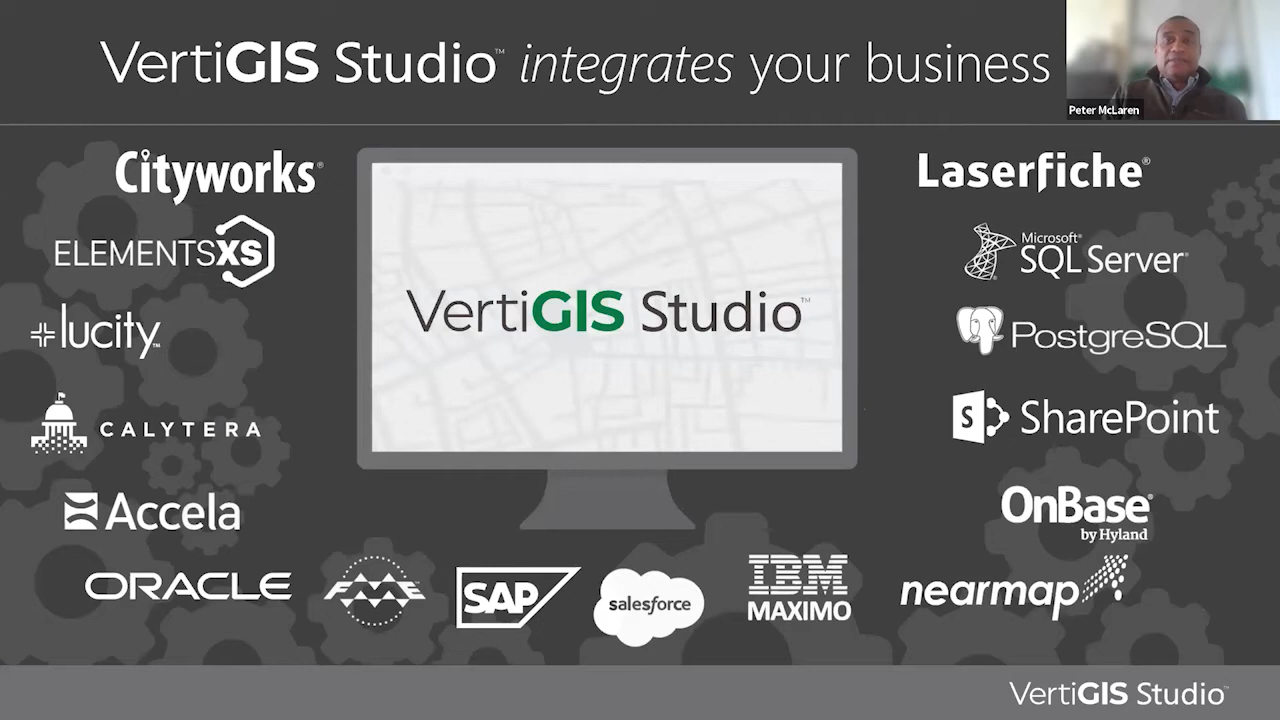 VertiGIS Studio™ integrates your business
Peter McLaren
Cityworks®
ELEMENTSXS
lucity™
CALYTERA
Accela
ORACLE
FME
SAP
salesforce
IBM
MAXIMO
VertiGIS Studio™
Laserfiche®
Microsoft®
SQL Server®
PostgreSQL
S SharePoint
OnBase®
by Hyland
nearmap
VertiGIS Studio™